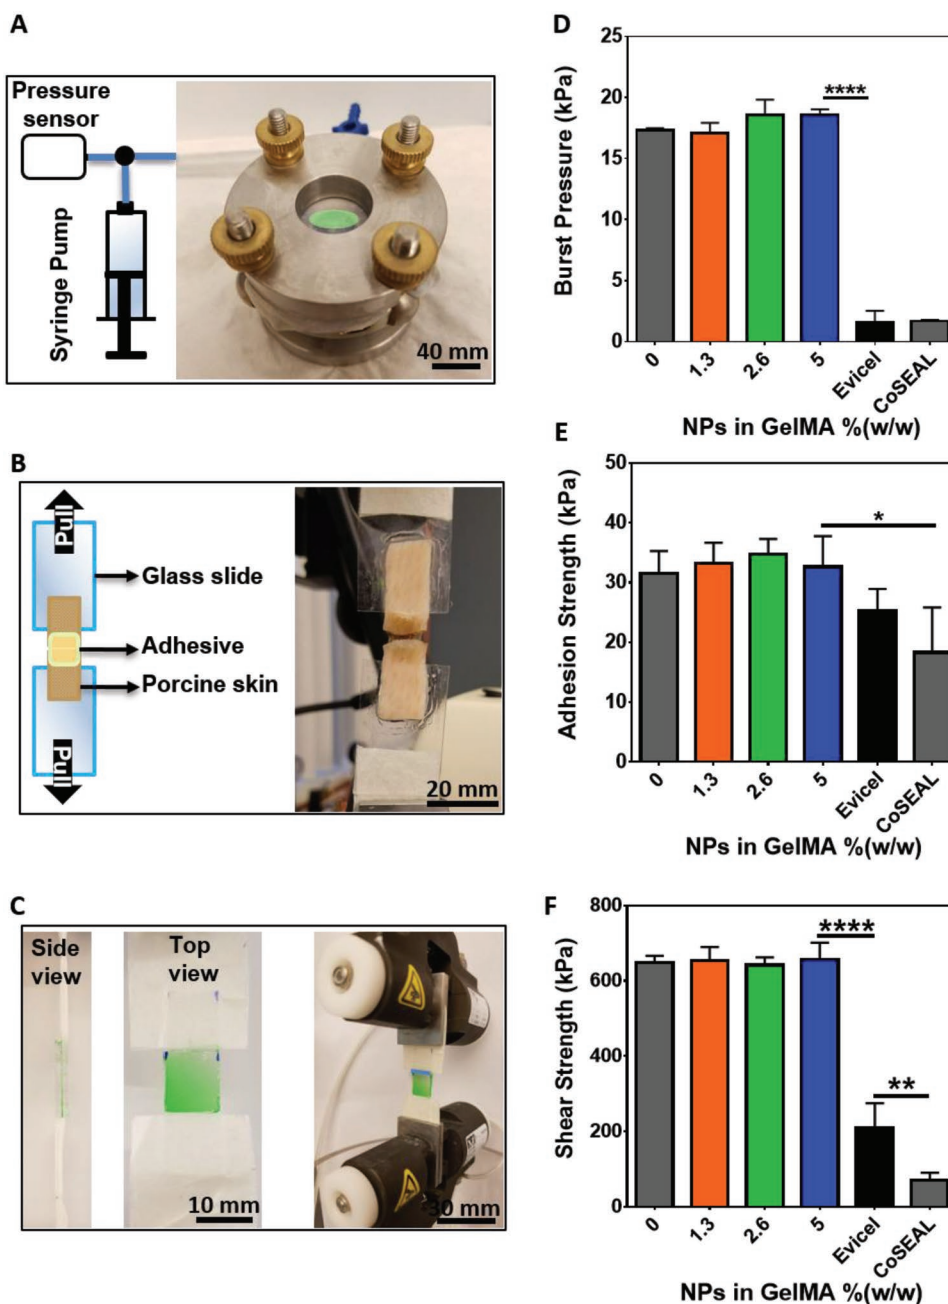 A
Pressure
sensor
Syringe Pump
40 mm
B
Pull
Glass slide
Adhesive
Porcine skin
Pull
20 mm
C
Side
view
Top
view
10 mm
30 mm
D
Burst Pressure (kPa)
25
20
15
10
5
0
****
0
1.3
2.6
5
Evicel
CoSEAL
NPs in GelMA %(w/w)
E
Adhesion Strength (kPa)
50
40
30
20
10
0
*
0
1.3
2.6
5
Evicel
CoSEAL
NPs in GelMA %(w/w)
F
Shear Strength (kPa)
800
600
400
200
0
****
**
0
1.3
2.6
5
Evicel
CoSEAL
NPs in GelMA %(w/w)